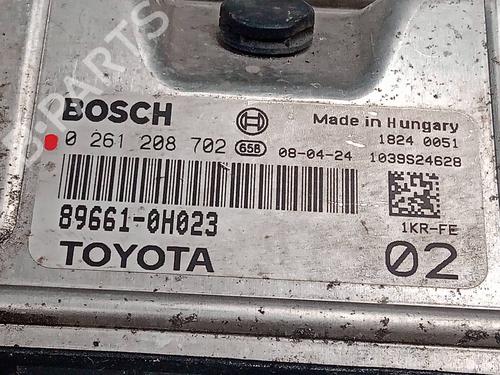 BOSCH
Made in Hungary
0 261 208 702 658 08-04-24
1824 0051
1039S24628
89661-0H023
1KR-FE
TOYOTA
02